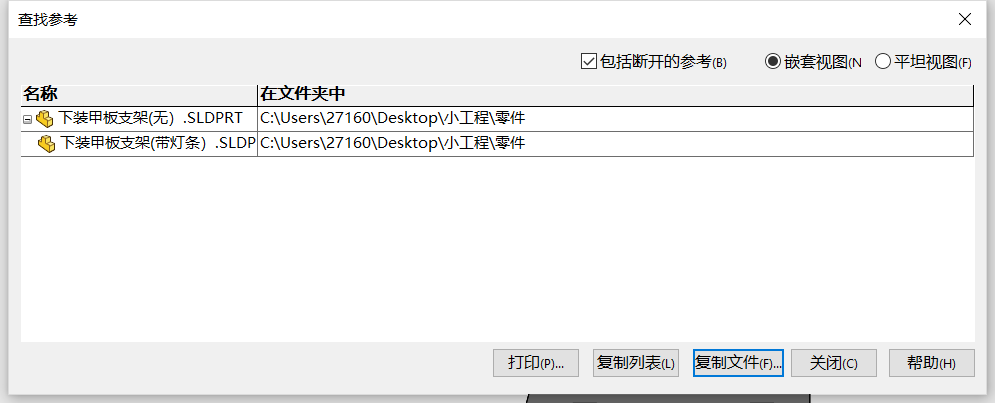 查找参考
包括断开的参考(B) 嵌套视图(N 平坦视图(F)
名称 在文件夹中
下装甲板支架(无）.SLDPRT C:\Users\27160\Desktop\小工程\零件
下装甲板支架(带灯条）.SLDP C:\Users\27160\Desktop\小工程\零件
打印(P)... 复制列表(L) 复制文件(F)... 关闭(C) 帮助(H)